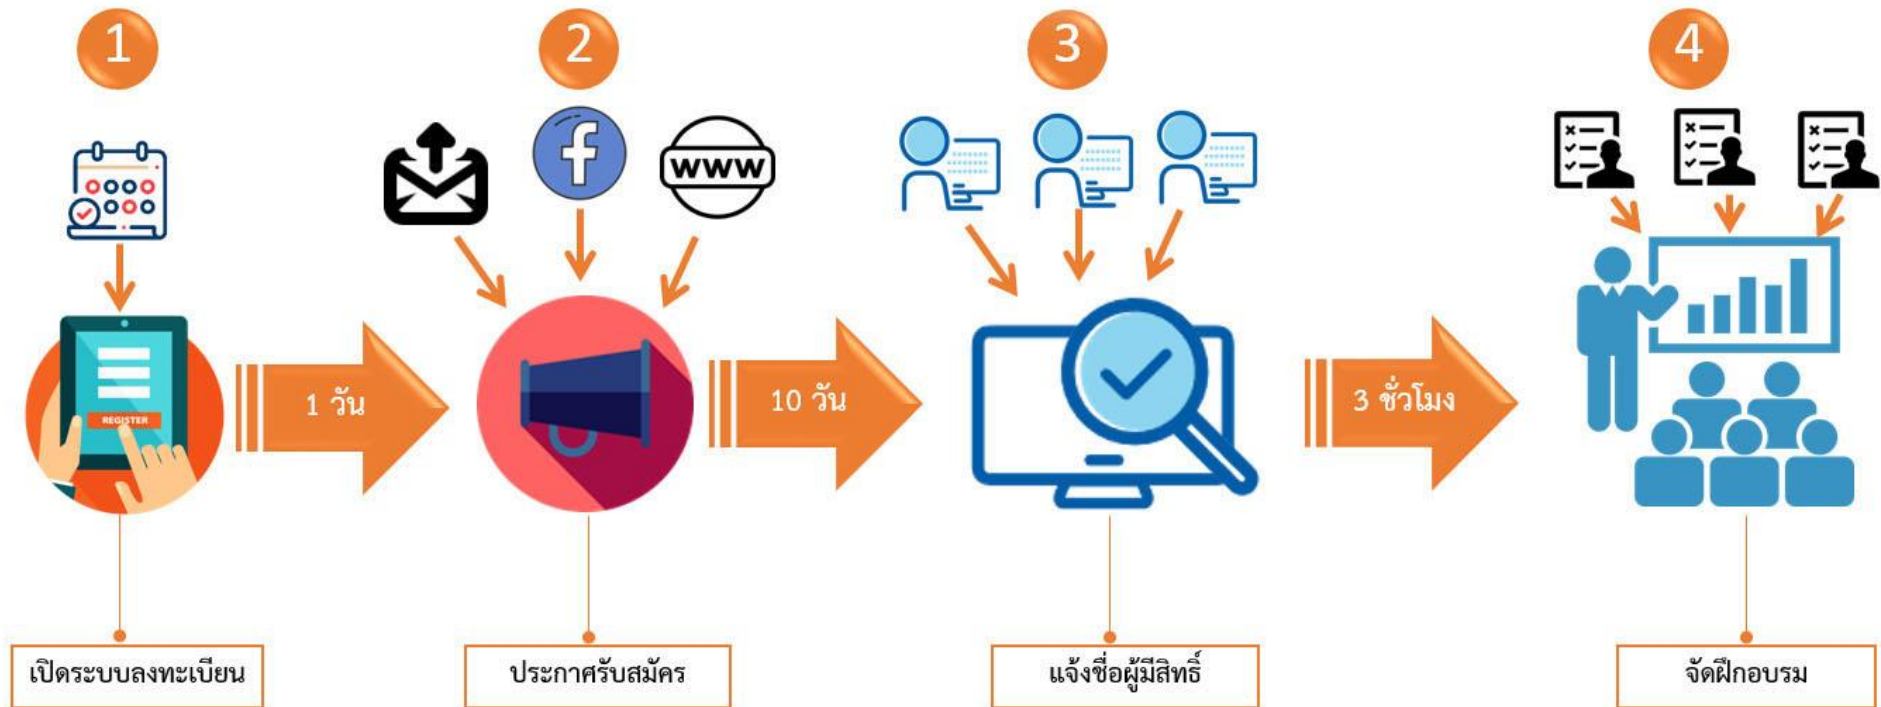 1
2
3
4
f
WWW
REGISTER
1 วัน
10 วัน
3 ชั่วโมง
เปิดระบบลงทะเบียน
ประกาศรับสมัคร
แจ้งชื่อผู้มีสิทธิ์
จัดฝึกอบรม